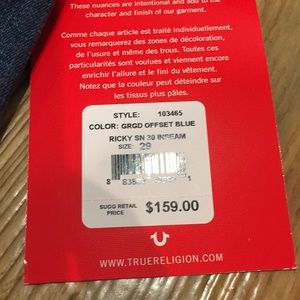 These nuances are intentional and add to the
character and finish of our garment.
Comme chaque article est traité individuellement,
vous remarquerez des zones de décoloration,
de l'usure et même des trous. Toutes ces
particularités sont voulues et viennent encore
enrichir l'allure et le fini du vêtement.
Notez que la couleur peut déteindre sur
les tissus plus pâles.
STYLE: 103465
COLOR: GRGD OFFSET BLUE
RICKY SN 30 INSEAM
SIZE: 29
SUGG RETAIL
PRICE
$159.00
WWW.TRUERELIGION.COM